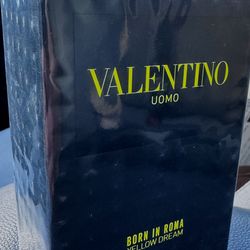 VALENTINO
UOMO
BORN IN ROMA
YELLOW DREAM